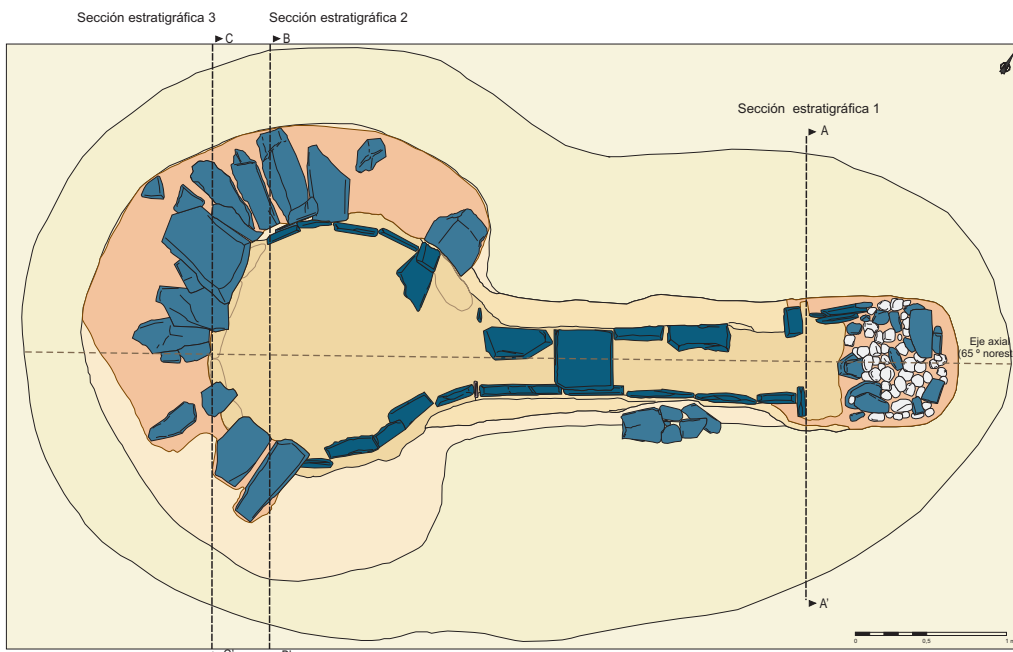 Sección estratigráfica 3
Sección estratigráfica 2
C
B
Sección estratigráfica 1
A
Eje axial
(65 º norest
A'
0
0,5
1 m